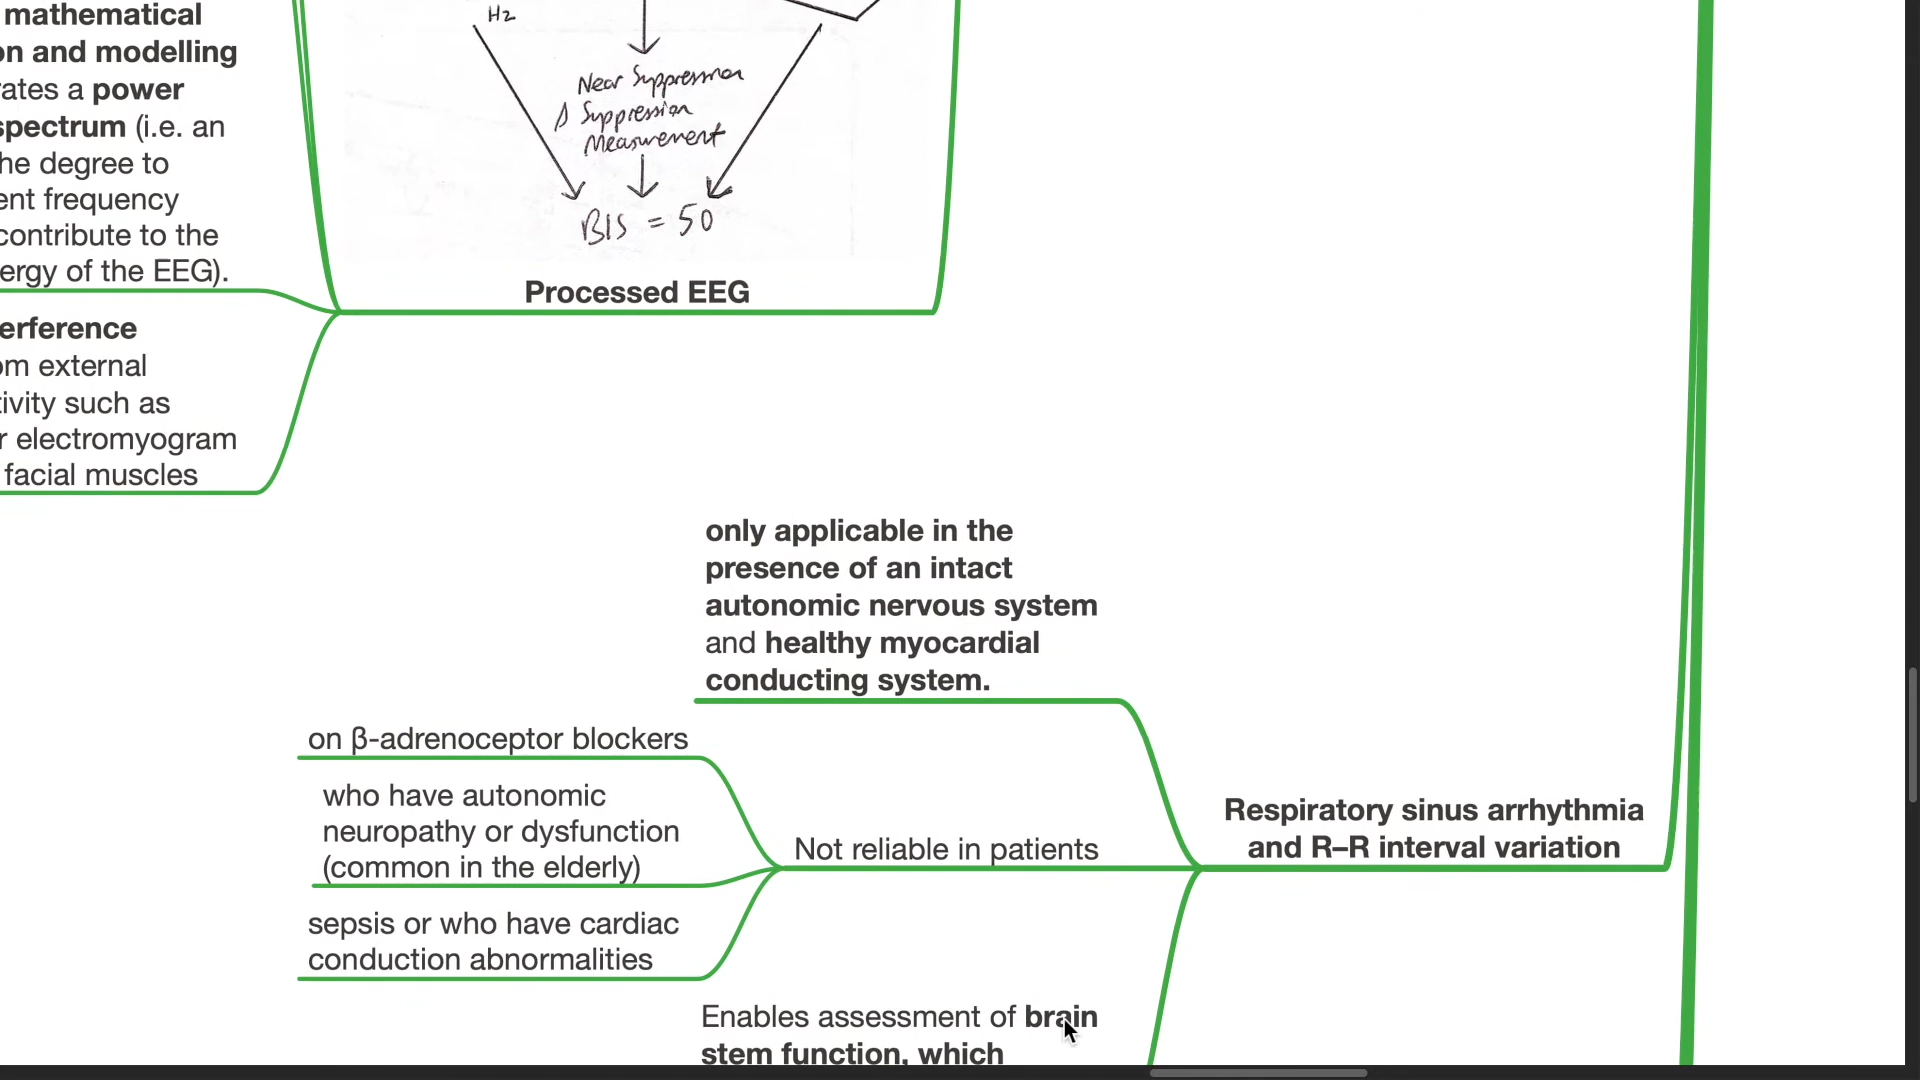 mathematical
on and modelling
rates a power
spectrum (i.e. an
he degree to
ent frequency
contribute to the
ergy of the EEG).
erference
om external
tivity such as
r electromyogram
facial muscles
Hz
Near Suppression
Suppression
Measurement
BIS = 50
Processed EEG
only applicable in the
presence of an intact
autonomic nervous system
and healthy myocardial
conducting system.
on β-adrenoceptor blockers
who have autonomic
neuropathy or dysfunction
(common in the elderly)
sepsis or who have cardiac
conduction abnormalities
Not reliable in patients
Respiratory sinus arrhythmia
and R–R interval variation
Enables assessment of brain
stem function, which